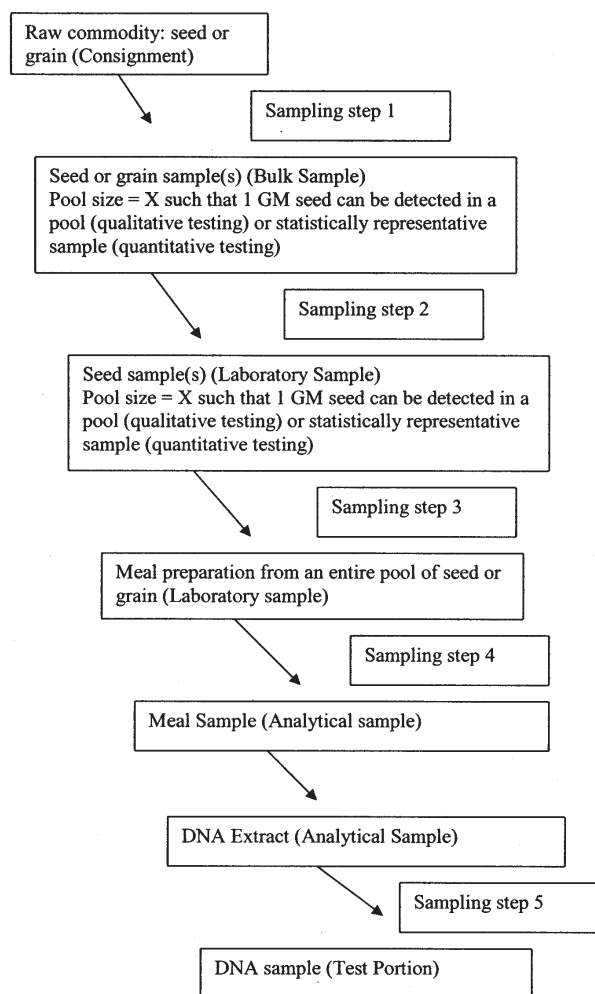 Raw commodity: seed or
grain (Consignment)
Sampling step 1
Seed or grain sample(s) (Bulk Sample)
Pool size = X such that 1 GM seed can be detected in a
pool (qualitative testing) or statistically representative
sample (quantitative testing)
Sampling step 2
Seed sample(s) (Laboratory Sample)
Pool size = X such that 1 GM seed can be detected in a
pool (qualitative testing) or statistically representative
sample (quantitative testing)
Sampling step 3
Meal preparation from an entire pool of seed or
grain (Laboratory sample)
Sampling step 4
Meal Sample (Analytical sample)
DNA Extract (Analytical Sample)
Sampling step 5
DNA sample (Test Portion)